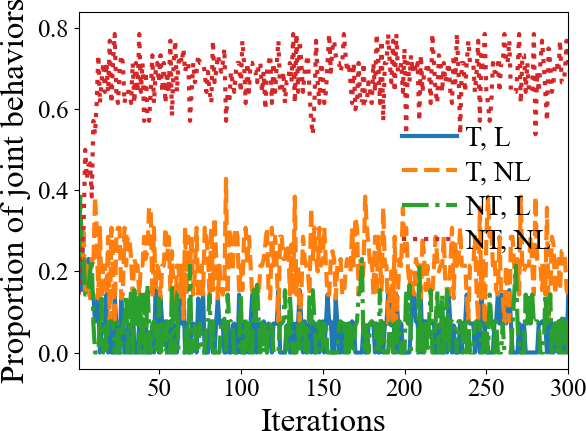 Proportion of joint behaviors
0.8
0.6
0.4
0.2
0.0
T, L
T, NL
NT, L
NT, NL
50
100
150
200
250
300
Iterations